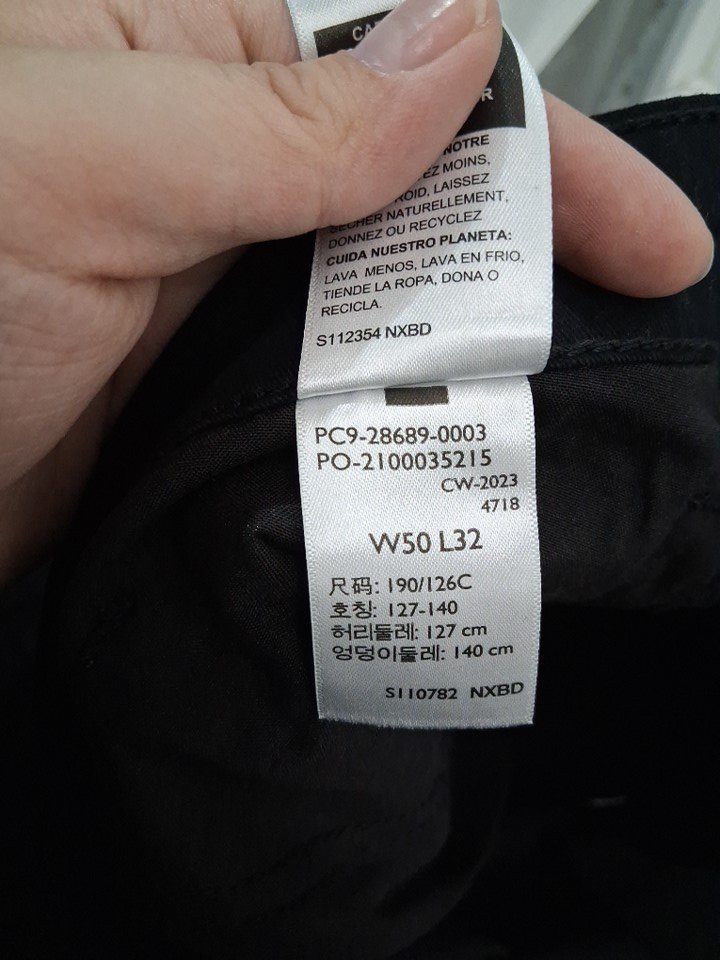 CA
R
NOTRE
EZ MOINS,
ROID, LAISSEZ
SÉCHER NATURELLEMENT,
DONNEZ OU RECYCLEZ
CUIDA NUESTRO PLANETA:
LAVA MENOS, LAVA EN FRIO,
TIENDE LA ROPA, DONA O
RECICLA.
S112354 NXBD
PC9-28689-0003
PO-2100035215
CW-2023
4718
W50 L32
尺码: 190/126C
호칭: 127-140
허리둘레: 127 cm
엉덩이둘레: 140 cm
S110782 NXBD